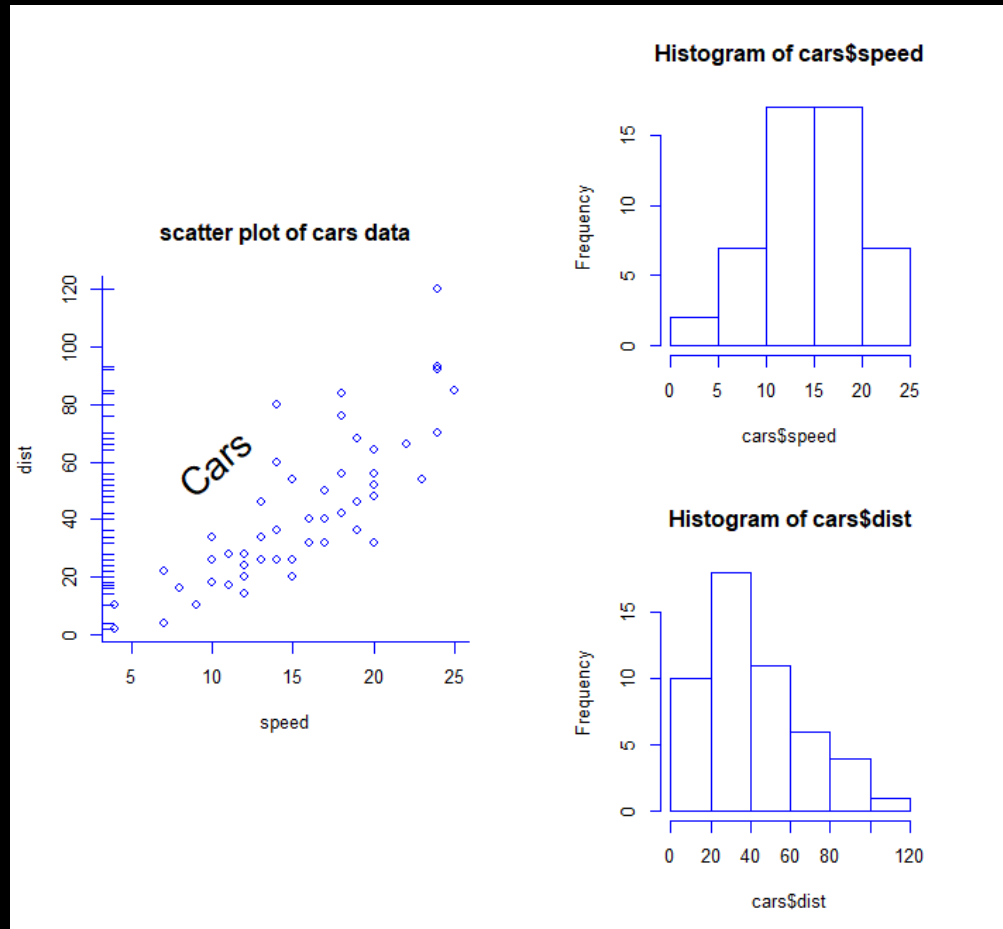 scatter plot of cars data
120
100
80
60
40
20
0
dist
Cars
5 10 15 20 25
speed
Histogram of cars$speed
15
10
5
0
Frequency
0 5 10 15 20 25
cars$speed
Histogram of cars$dist
15
10
5
0
Frequency
0 20 40 60 80 120
cars$dist